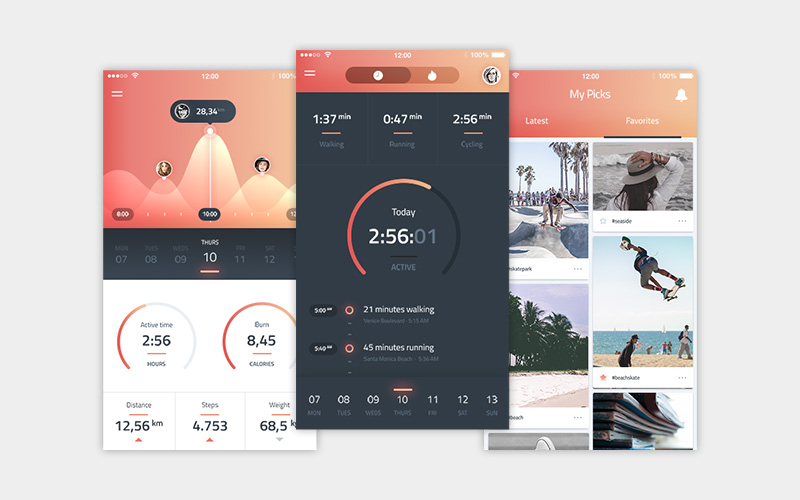 12:00
100%
28,34 km
8:00
10:00
12
THURS
MON TUES WEDS FRI SAT
07 08 09 10 11 12
Active time
2:56
HOURS
Burn
8,45
CALORIES
Distance
12,56 km
Steps
4.753
Weight
68,5
12:00
100%
1:37 min
Walking
0:47 min
Running
2:56 min
Cycling
Today
2:56:01
ACTIVE
5:00 AM
21 minutes walking
Venice Boulevard - 5:15 AM
5:40 AM
45 minutes running
Santa Monica Beach - 5:36 AM
07 08 09 10 11 12 13
MON TUES WEDS THURS FRI SAT SUN
12:00
100%
My Picks
Latest
Favorites
#seaside
skatepark
#beachskate
#beach